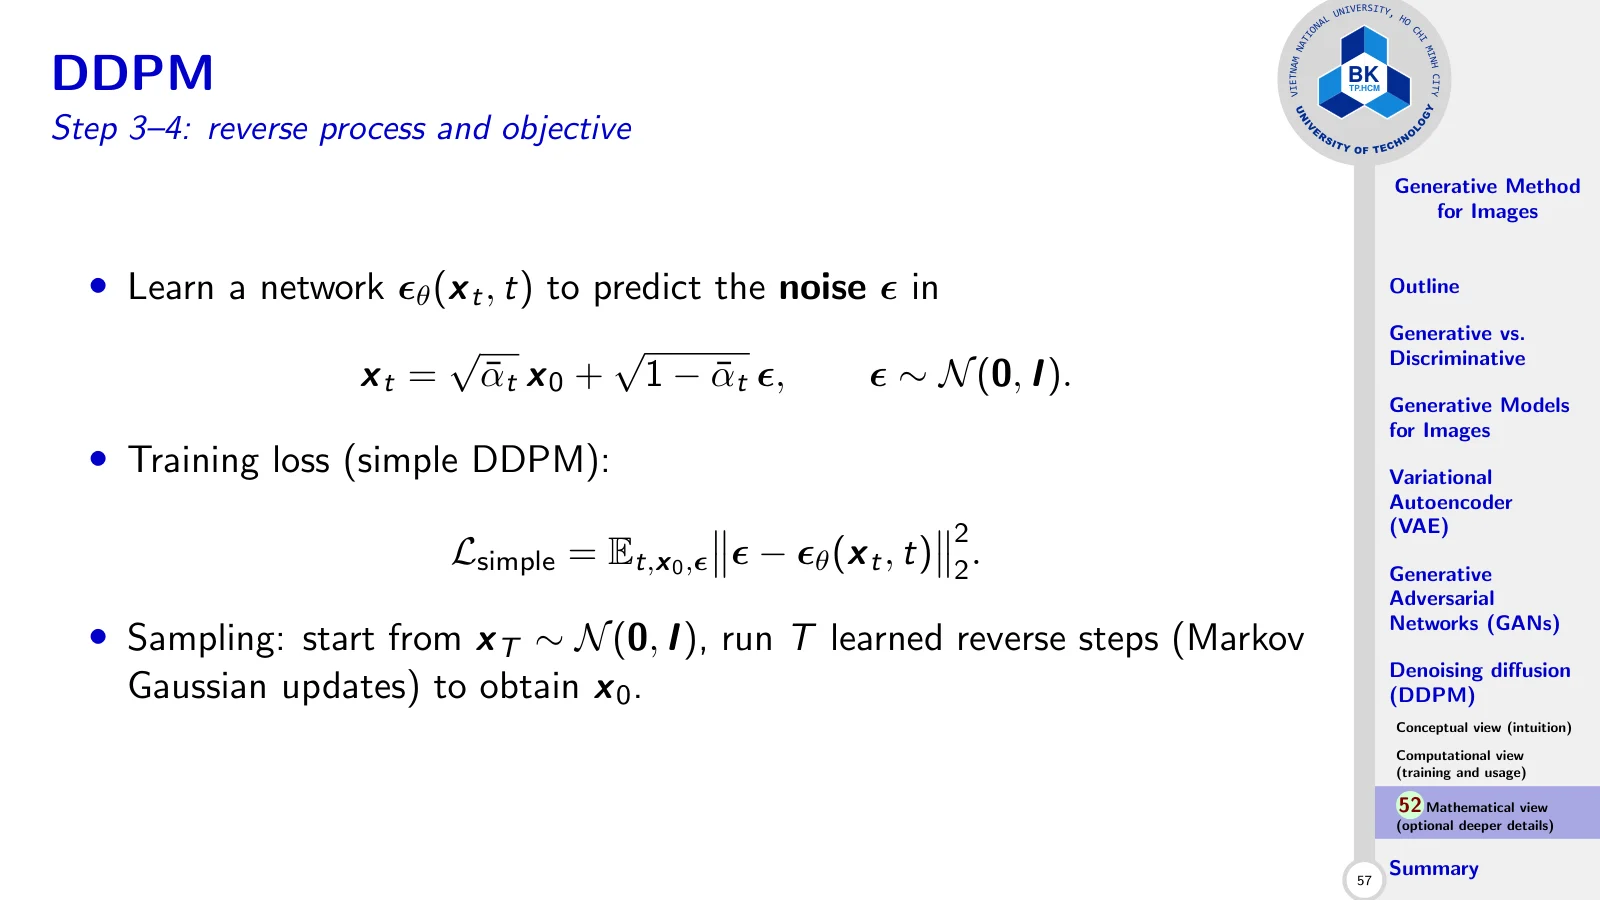 DDPM
Step 3–4: reverse process and objective
• Learn a network ϵθ(xt, t) to predict the noise ϵ in
xt = √ᾱt x0 + √1 − ᾱt ϵ, ϵ ∼ N(0, I).
• Training loss (simple DDPM):
Lsimple = 𝔼t,x0,ϵ‖ϵ − ϵθ(xt, t)‖²₂.
• Sampling: start from xT ∼ N(0, I), run T learned reverse steps (Markov
Gaussian updates) to obtain x0.
VIETNAM NATIONAL UNIVERSITY, HO CHI MINH CITY
BK
TP.HCM
UNIVERSITY OF TECHNOLOGY
Generative Method
for Images
Outline
Generative vs.
Discriminative
Generative Models
for Images
Variational
Autoencoder
(VAE)
Generative
Adversarial
Networks (GANs)
Denoising diffusion
(DDPM)
Conceptual view (intuition)
Computational view
(training and usage)
52 Mathematical view
(optional deeper details)
Summary
57